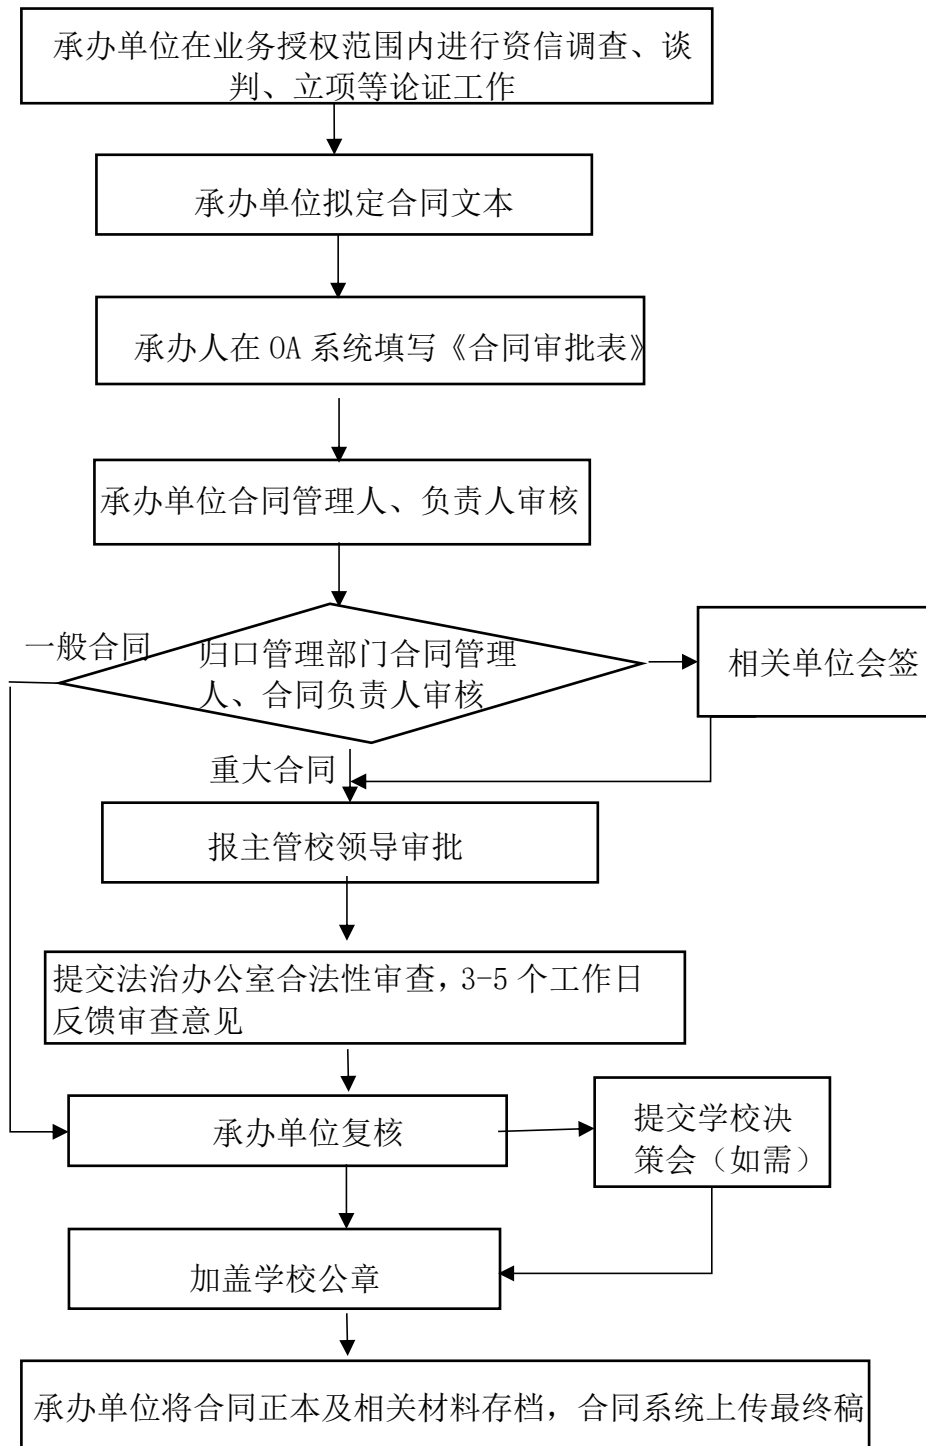 承办单位在业务授权范围内进行资信调查、谈
判、立项等论证工作
承办单位拟定合同文本
承办人在 OA 系统填写《合同审批表》
承办单位合同管理人、负责人审核
一般合同
归口管理部门合同管理
人、合同负责人审核
相关单位会签
重大合同
报主管校领导审批
提交法治办公室合法性审查，3-5 个工作日
反馈审查意见
承办单位复核
提交学校决
策会（如需）
加盖学校公章
承办单位将合同正本及相关材料存档，合同系统上传最终稿